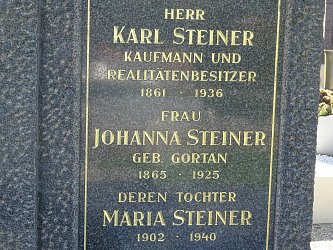 HERR
KARL STEINER
KAUFMANN UND
REALITÄTENBESITZER
1861 · 1936
FRAU
JOHANNA STEINER
GEB. GORTAN
1865 · 1925
DEREN TOCHTER
MARIA STEINER
1902 · 1940